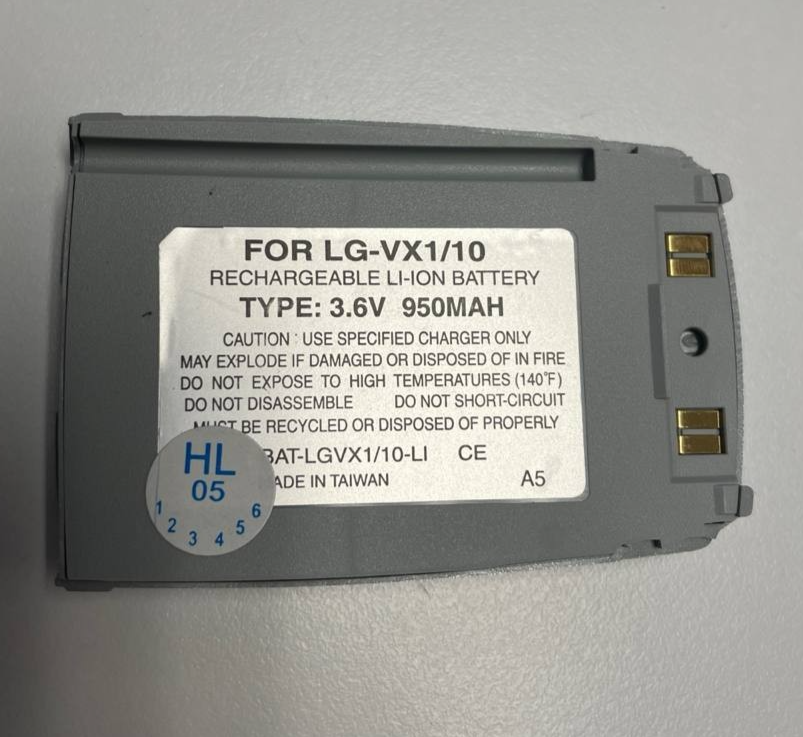 FOR LG-VX1/10
RECHARGEABLE LI-ION BATTERY
TYPE: 3.6V 950MAH
CAUTION : USE SPECIFIED CHARGER ONLY
MAY EXPLODE IF DAMAGED OR DISPOSED OF IN FIRE
DO NOT EXPOSE TO HIGH TEMPERATURES (140°F)
DO NOT DISASSEMBLE DO NOT SHORT-CIRCUIT
MUST BE RECYCLED OR DISPOSED OF PROPERLY
BAT-LGVX1/10-LI CE
ADE IN TAIWAN A5
HL
05
1 2 3 4 5 6